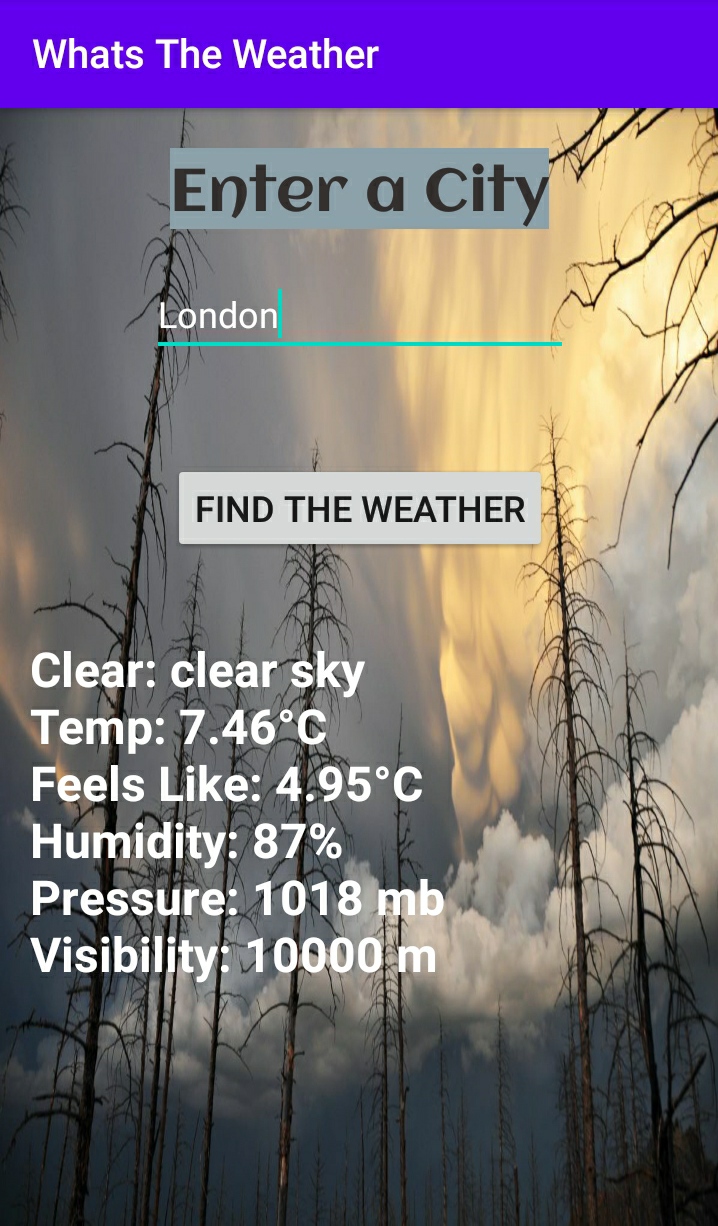 Whats The Weather
Enter a City
London
FIND THE WEATHER
Clear: clear sky
Temp: 7.46°C
Feels Like: 4.95°C
Humidity: 87%
Pressure: 1018 mb
Visibility: 10000 m